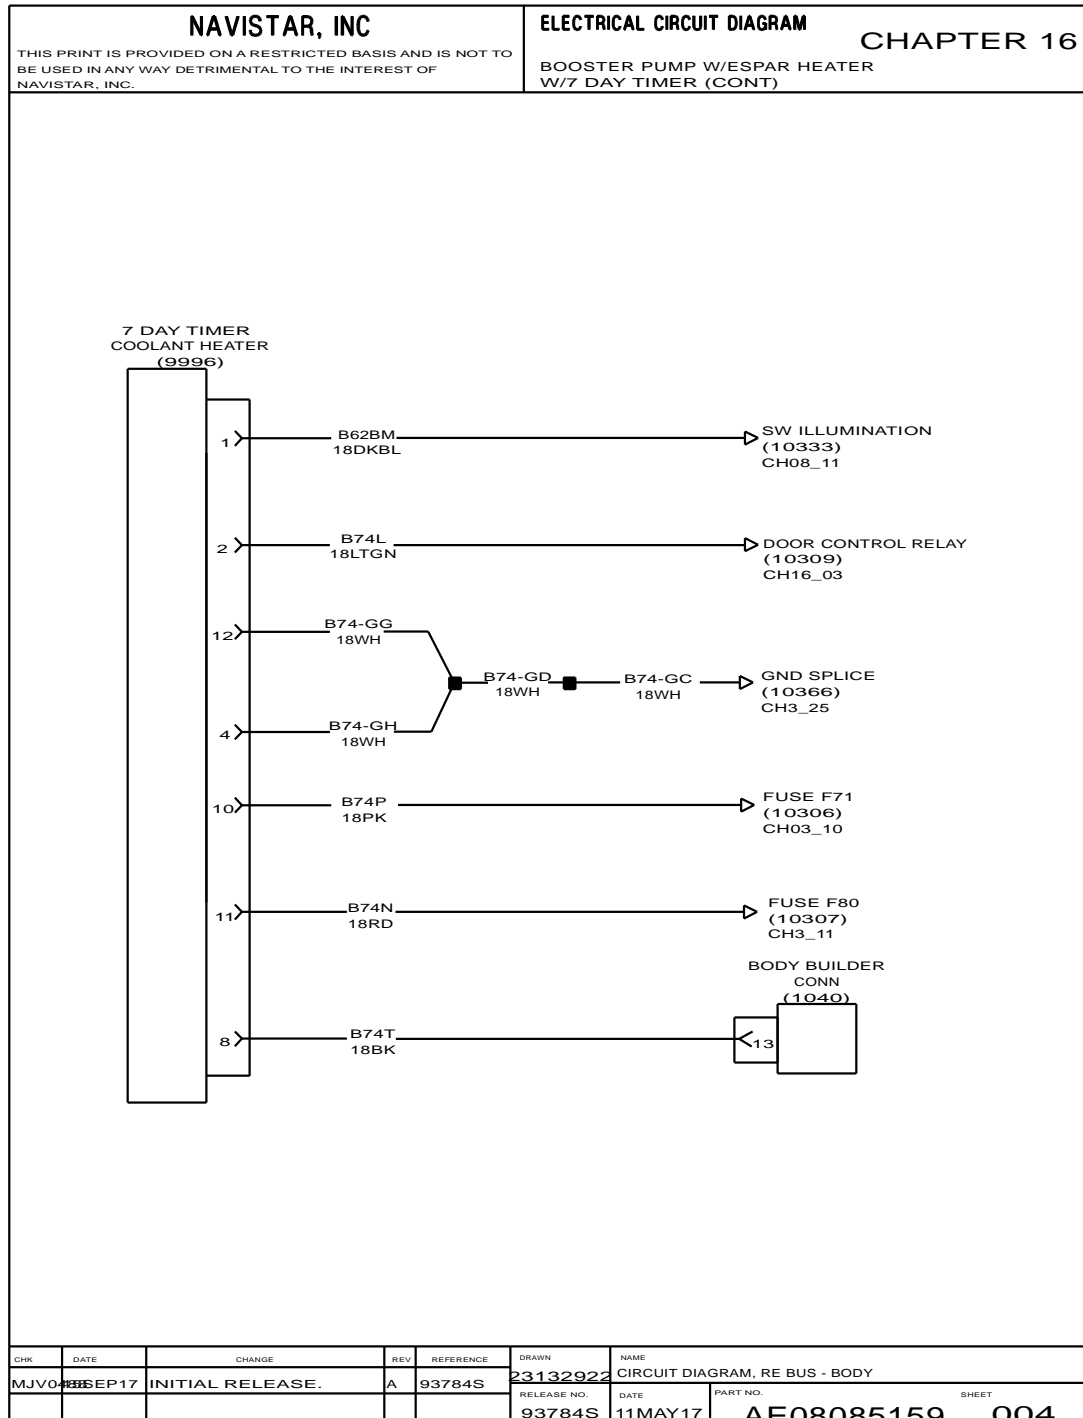 NAVISTAR, INC
THIS PRINT IS PROVIDED ON A RESTRICTED BASIS AND IS NOT TO
BE USED IN ANY WAY DETRIMENTAL TO THE INTEREST OF
NAVISTAR, INC.
ELECTRICAL CIRCUIT DIAGRAM
CHAPTER 16
BOOSTER PUMP W/ESPAR HEATER
W/7 DAY TIMER (CONT)
7 DAY TIMER
COOLANT HEATER
(9996)
1
B62BM
18DKBL
SW ILLUMINATION
(10333)
CH08_11
2
B74L
18LTGN
DOOR CONTROL RELAY
(10309)
CH16_03
12
B74-GG
18WH
B74-GD
18WH
B74-GC
18WH
GND SPLICE
(10366)
CH3_25
4
B74-GH
18WH
10
B74P
18PK
FUSE F71
(10306)
CH03_10
11
B74N
18RD
FUSE F80
(10307)
CH3_11
BODY BUILDER
CONN
(1040)
8
B74T
18BK
13
CHK DATE CHANGE REV REFERENCE
SEP17 INITIAL RELEASE. A 93784S
DRAWN
23132922
NAME
CIRCUIT DIAGRAM, RE BUS - BODY
RELEASE NO.
93784S
DATE
11MAY17
PART NO.
AE08085159
SHEET
004